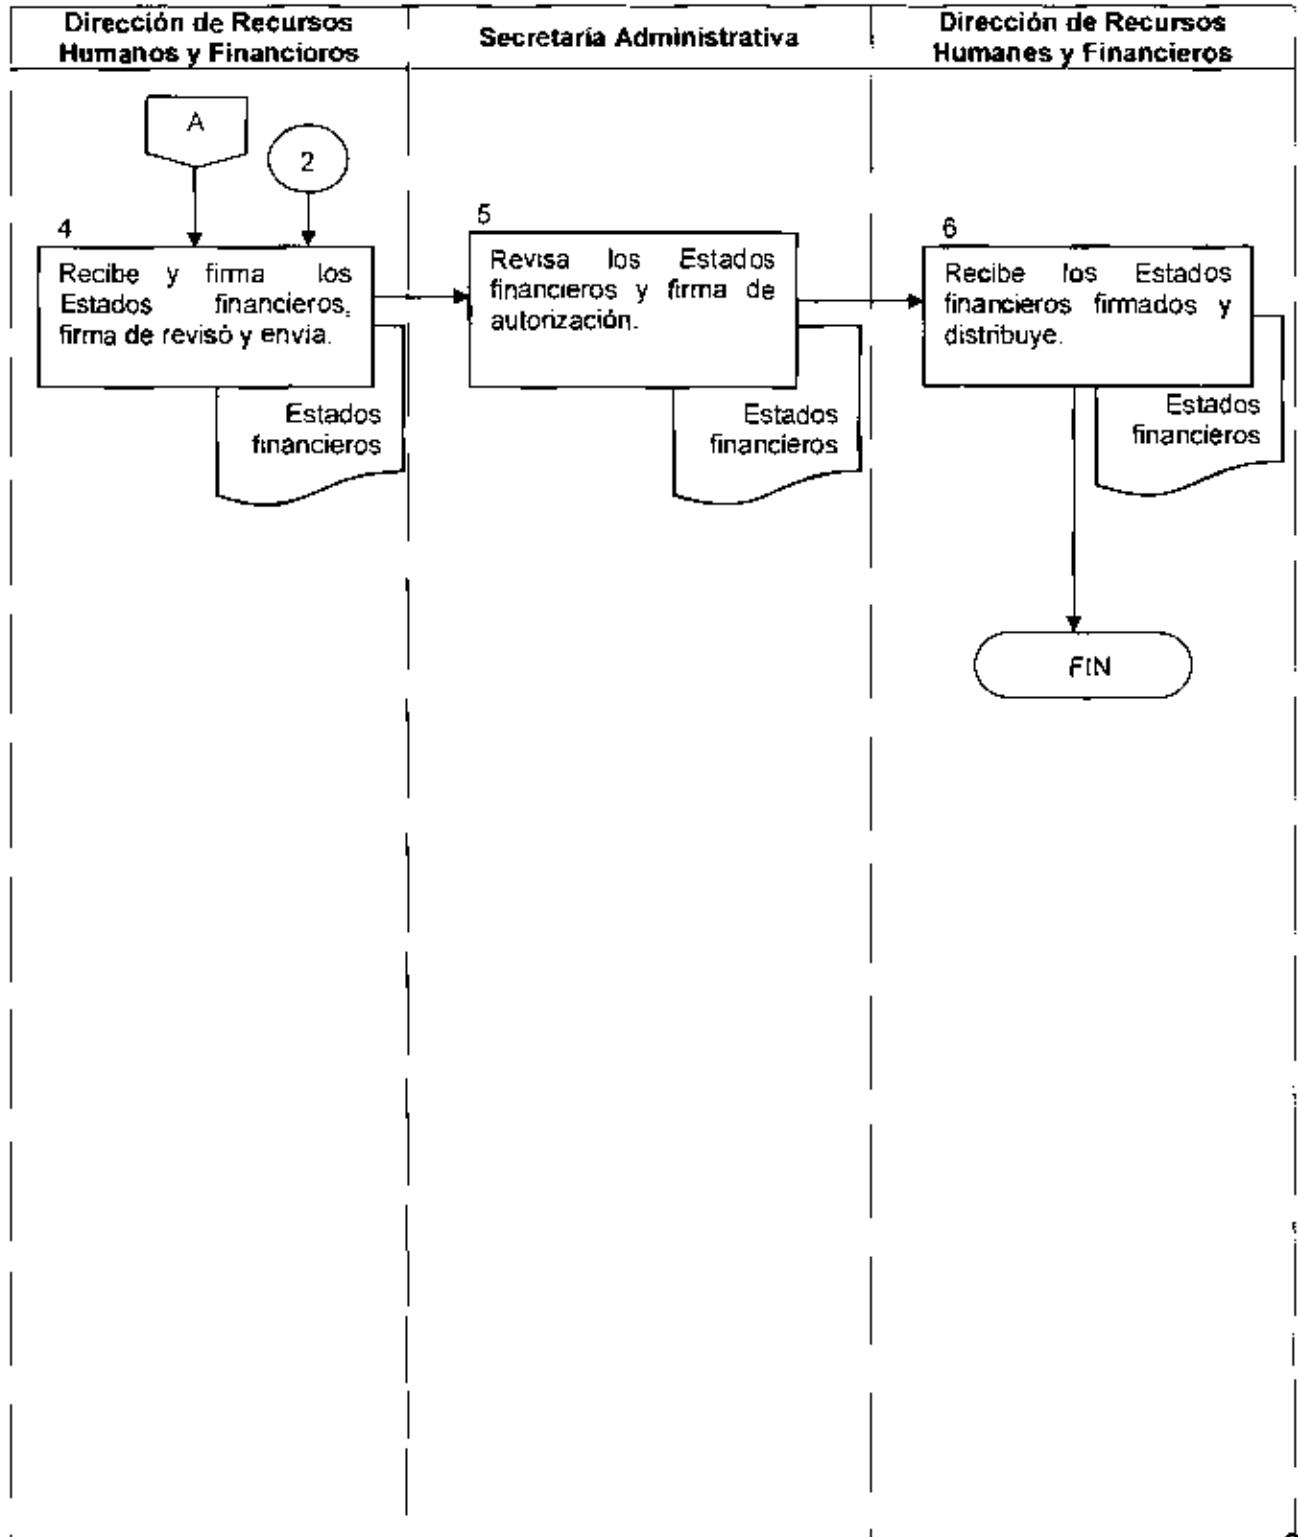 Dirección de Recursos
Humanos y Financioros
Secretaría Administrativa
Dirección de Recursos
Humanes y Financieros
A
2
4
Recibe y firma los
Estados financieros,
firma de revisó y envia.
Estados
financieros
5
Revisa los Estados
financieros y firma de
autorización.
Estados
financieros
6
Recibe los Estados
financieros firmados y
distribuye.
Estados
financieros
FIN